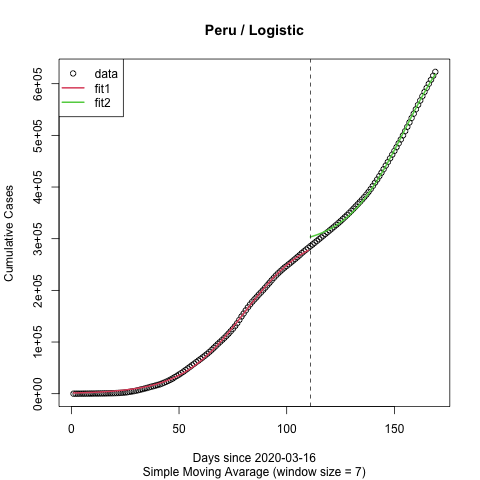 Peru / Logistic
data
fit1
fit2
Cumulative Cases
0e+00
1e+05
2e+05
3e+05
4e+05
5e+05
6e+05
0
50
100
150
Days since 2020-03-16
Simple Moving Avarage (window size = 7)